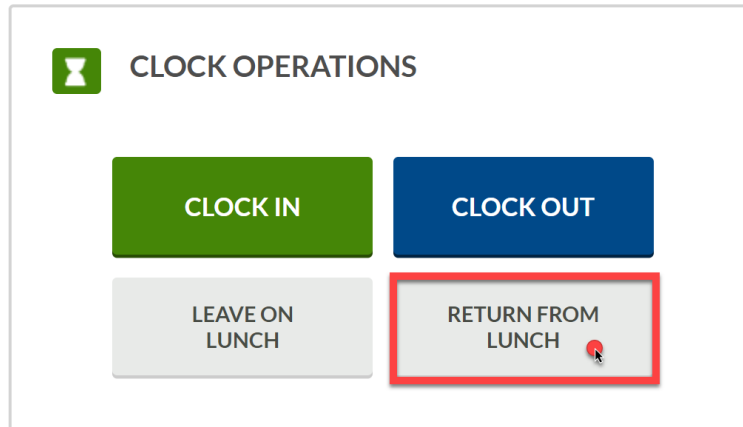 CLOCK OPERATIONS
CLOCK IN
CLOCK OUT
LEAVE ON
LUNCH
RETURN FROM
LUNCH